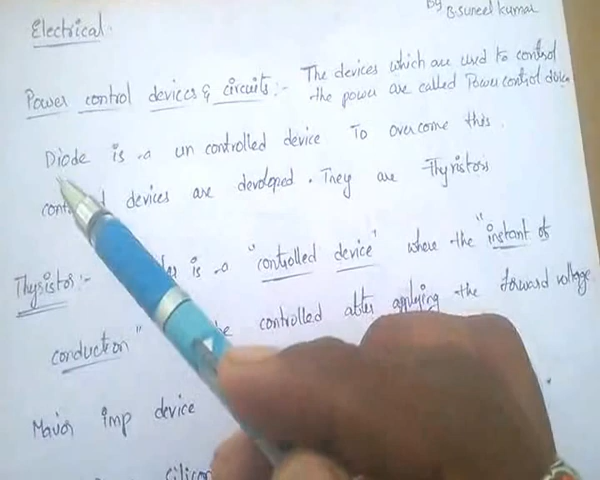 By
B.suneel kumar
Electrical
Power control devices & circuits:- The devices which are used to control
the power are called Power control
Diode is a un controlled device To overcome this
devices are developed. They are Thyristors
Thyristor:- is a "controlled device" where the "instant of
conduction" controlled after applying the forward voltage
Major imp device
Silicon